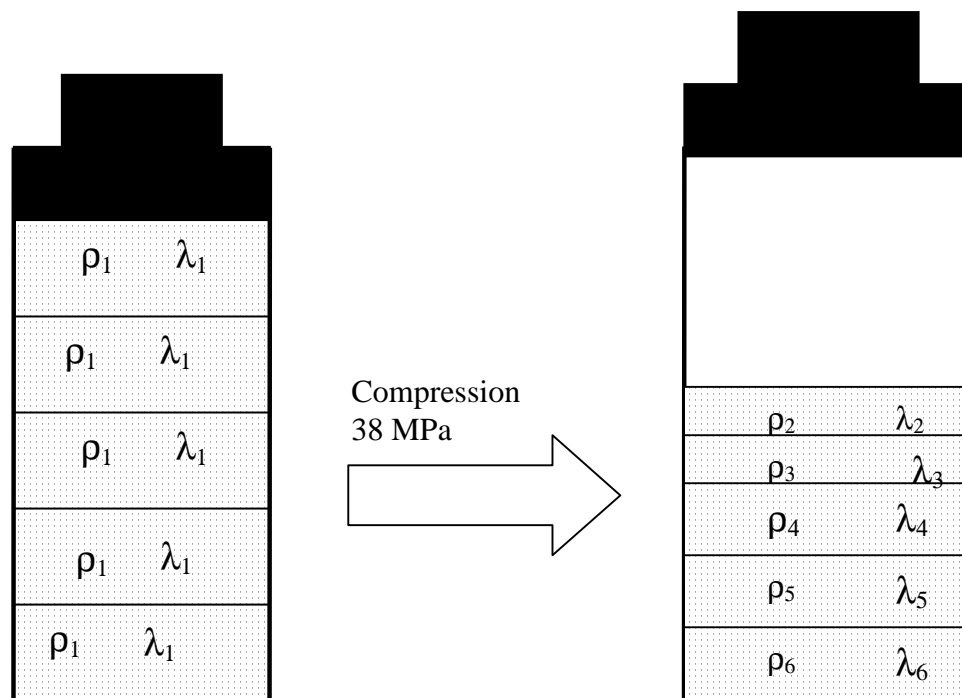 ρ₁ λ₁
ρ₁ λ₁
ρ₁ λ₁
ρ₁ λ₁
ρ₁ λ₁
Compression
38 MPa
ρ₂ λ₂
ρ₃ λ₃
ρ₄ λ₄
ρ₅ λ₅
ρ₆ λ₆